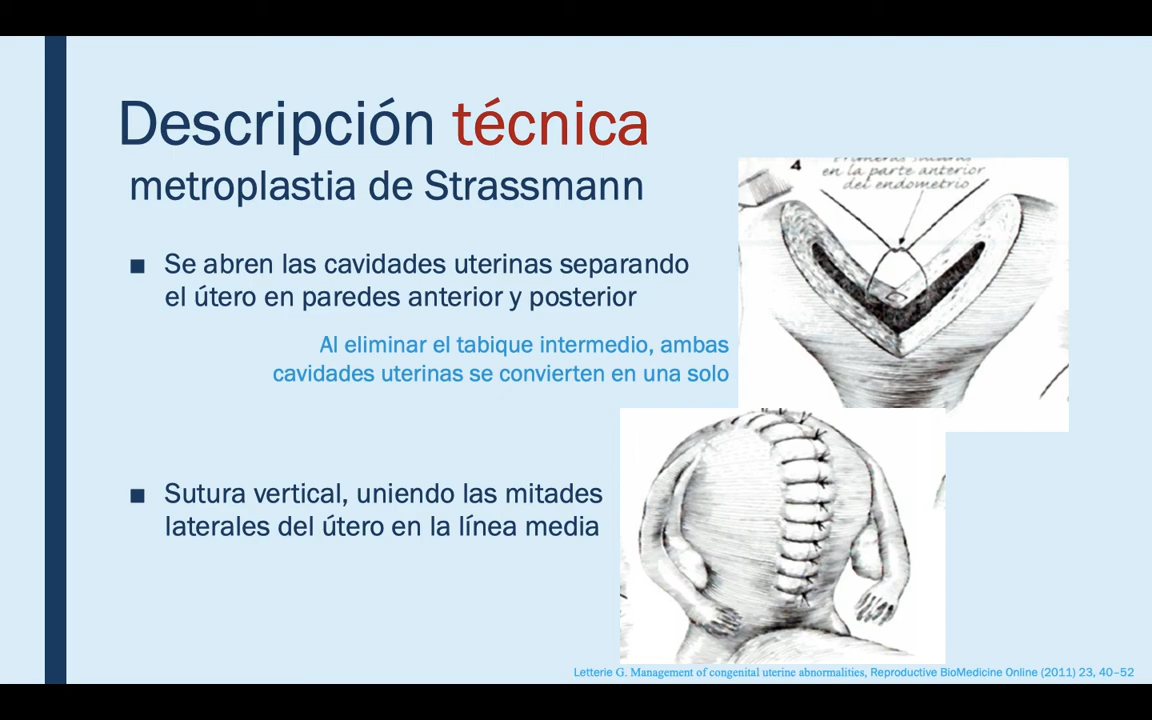 Descripción técnica
metroplastia de Strassmann
Se abren las cavidades uterinas separando
el útero en paredes anterior y posterior
Al eliminar el tabique intermedio, ambas
cavidades uterinas se convierten en una solo
Sutura vertical, uniendo las mitades
laterales del útero en la línea media
4
Primeras suturas
en la parte anterior
del endometrio
Letterie G. Management of congenital uterine abnormalities, Reproductive BioMedicine Online (2011) 23, 40–52